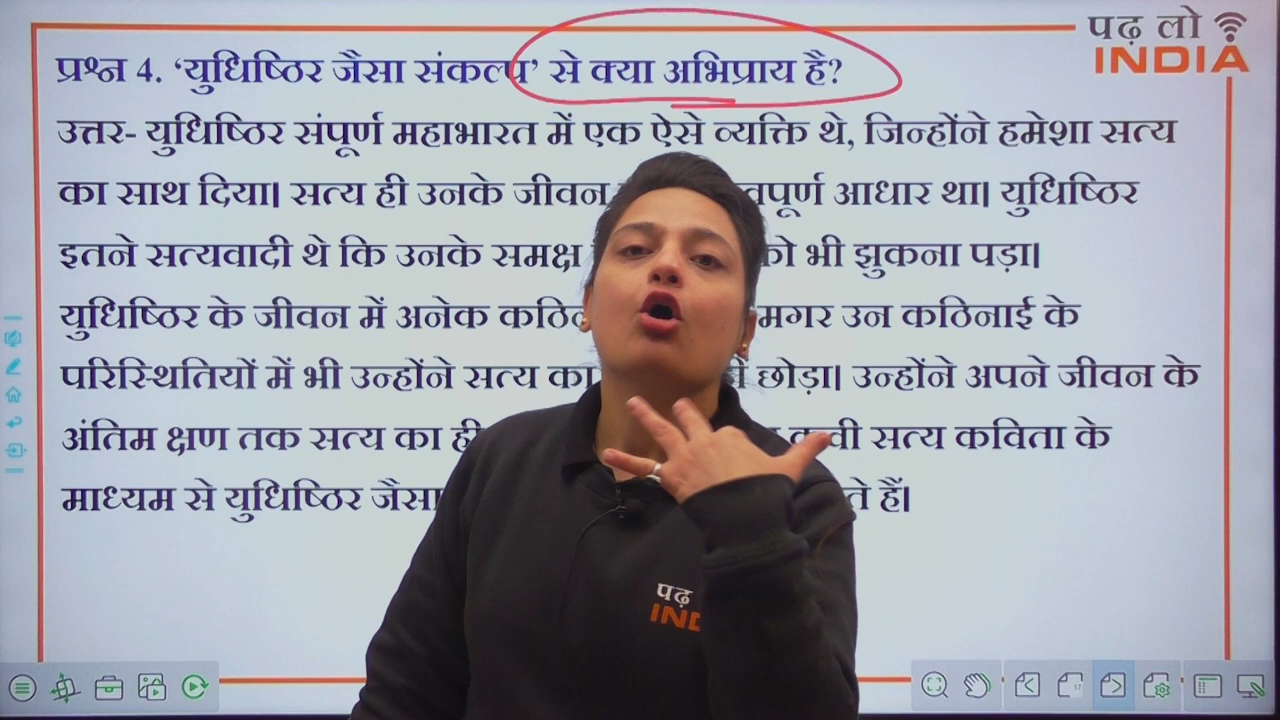 पढ़ लो
INDIA
प्रश्न 4. ‘युधिष्ठिर जैसा संकल्प’ से क्या अभिप्राय है?
उत्तर- युधिष्ठिर संपूर्ण महाभारत में एक ऐसे व्यक्ति थे, जिन्होंने हमेशा सत्य
का साथ दिया। सत्य ही उनके जीवन आधार था। युधिष्ठिर
इतने सत्यवादी थे कि उनके समक्ष को भी झुकना पड़ा।
युधिष्ठिर के जीवन में अनेक मगर उन कठिनाई के
परिस्थितियों में भी उन्होंने सत्य का छोड़ा। उन्होंने अपने जीवन के
अंतिम क्षण तक सत्य का ही सत्य कविता के
माध्यम से युधिष्ठिर जैसा हैं।
पढ़
17